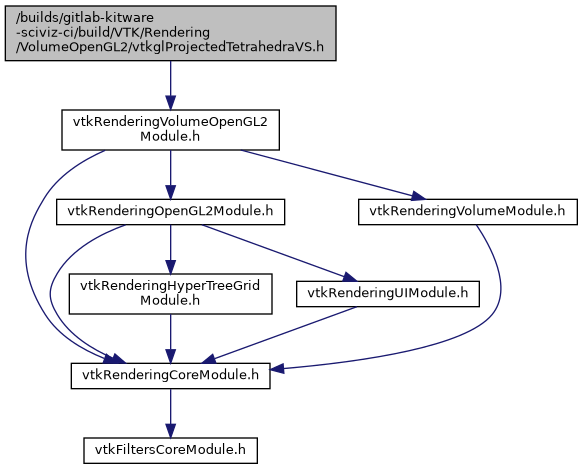 /builds/gitlab-kitware
-sciviz-ci/build/VTK/Rendering
/VolumeOpenGL2/vtkglProjectedTetrahedraVS.h
vtkRenderingVolumeOpenGL2
Module.h
vtkRenderingOpenGL2Module.h
vtkRenderingVolumeModule.h
vtkRenderingHyperTreeGrid
Module.h
vtkRenderingUIModule.h
vtkRenderingCoreModule.h
vtkFiltersCoreModule.h